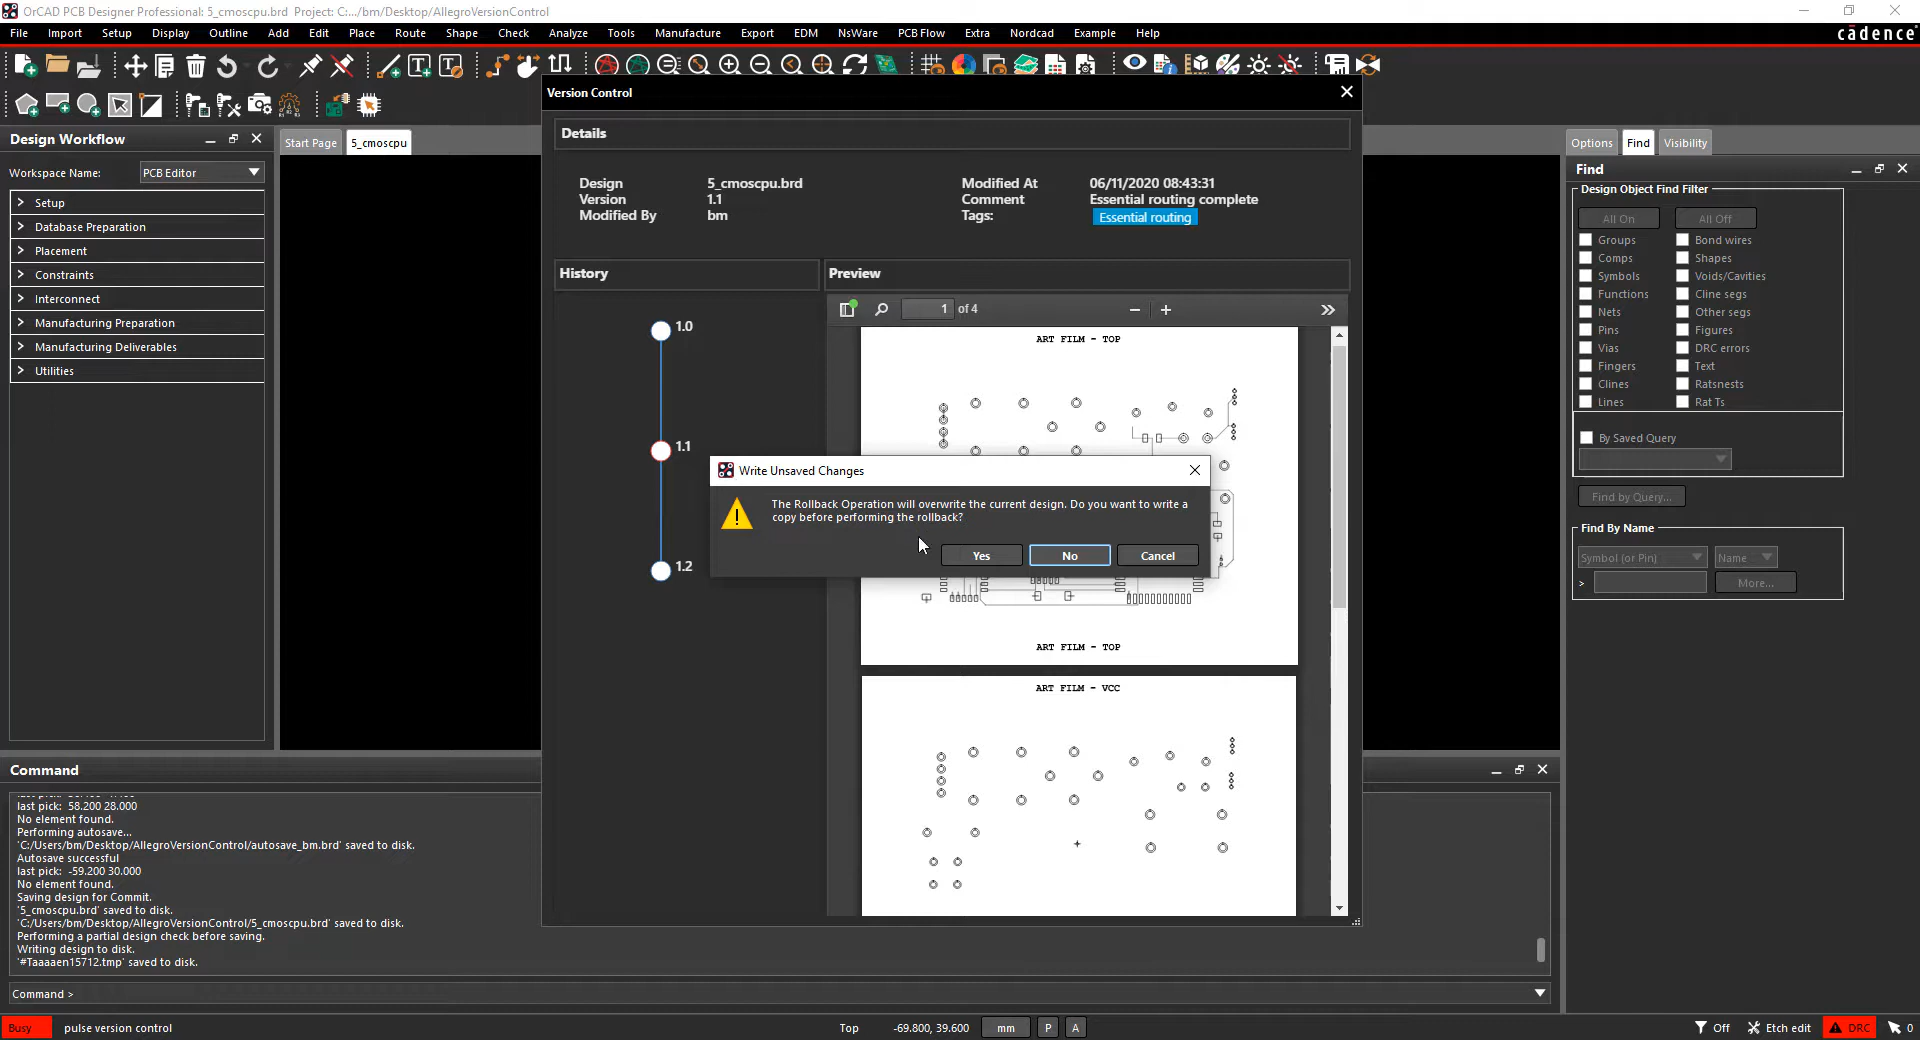 OrCAD PCB Designer Professional: 5_cmoscpu.brd  Project: C:.../bm/Desktop/AllegroVersionControl
File Import Setup Display Outline Add Edit Place Route Shape Check Analyze Tools Manufacture Export EDM NsWare PCB Flow Extra Nordcad Example Help
cadence
Version Control
Details
Design 5_cmoscpu.brd Modified At 06/11/2020 08:43:31
Version 1.1 Comment Essential routing complete
Modified By bm Tags: Essential routing
History
1.0
1.1
1.2
Preview
1 of 4
ART FILM - TOP
ART FILM - TOP
ART FILM - VCC
Write Unsaved Changes
The Rollback Operation will overwrite the current design. Do you want to write a
copy before performing the rollback?
Yes No Cancel
Design Workflow
Workspace Name: PCB Editor
Setup
Database Preparation
Placement
Constraints
Interconnect
Manufacturing Preparation
Manufacturing Deliverables
Utilities
Start Page 5_cmoscpu
Options Find Visibility
Find
Design Object Find Filter
All On All Off
Groups Bond wires
Comps Shapes
Symbols Voids/Cavities
Functions Cline segs
Nets Other segs
Pins Figures
Vias DRC errors
Fingers Text
Clines Ratsnests
Lines Rat Ts
By Saved Query
Find by Query...
Find By Name
Symbol (or Pin) Name
> More...
Command
last pick:  58.200 28.000
No element found.
Performing autosave...
'C:/Users/bm/Desktop/AllegroVersionControl/autosave_bm.brd' saved to disk.
Autosave successful
last pick:  -59.200 30.000
No element found.
Saving design for Commit.
'5_cmoscpu.brd' saved to disk.
'C:/Users/bm/Desktop/AllegroVersionControl/5_cmoscpu.brd' saved to disk.
Performing a partial design check before saving.
Writing design to disk.
'#Taaaaen15712.tmp' saved to disk.
Command >
Busy pulse version control Top -69.800, 39.600 mm P A Off Etch edit DRC 0